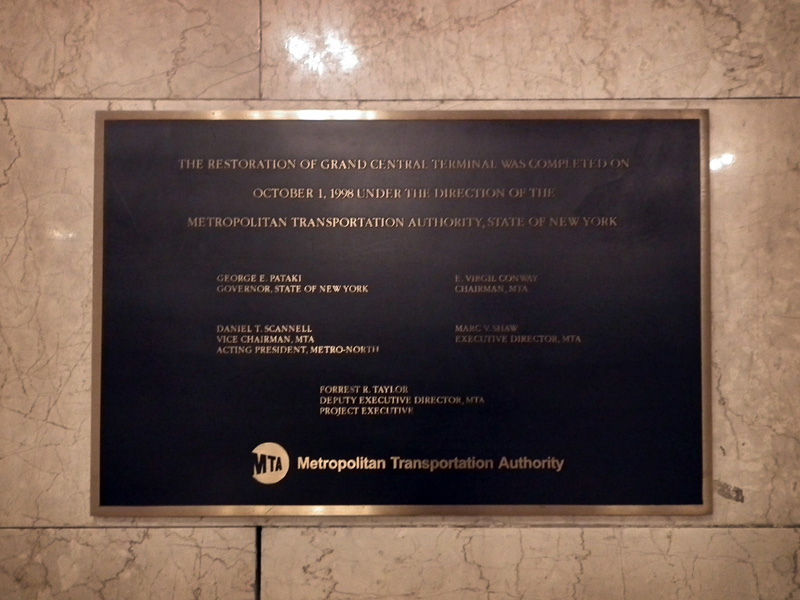 THE RESTORATION OF GRAND CENTRAL TERMINAL WAS COMPLETED ON
OCTOBER 1, 1998 UNDER THE DIRECTION OF THE
METROPOLITAN TRANSPORTATION AUTHORITY, STATE OF NEW YORK
GEORGE E. PATAKI
GOVERNOR, STATE OF NEW YORK
E. VIRGIL CONWAY
CHAIRMAN, MTA
DANIEL T. SCANNELL
VICE CHAIRMAN, MTA
ACTING PRESIDENT, METRO-NORTH
MARC V. SHAW
EXECUTIVE DIRECTOR, MTA
FORREST R. TAYLOR
DEPUTY EXECUTIVE DIRECTOR, MTA
PROJECT EXECUTIVE
MTA Metropolitan Transportation Authority